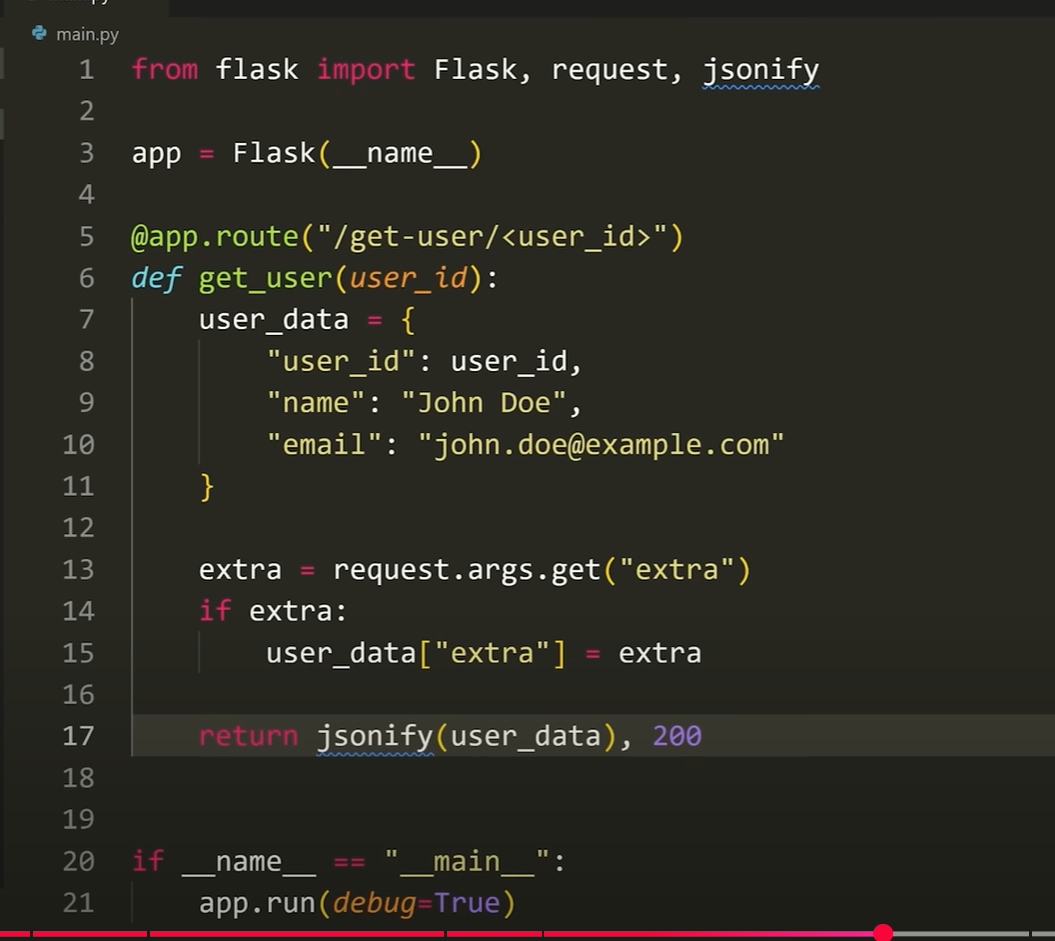 main.py
1 from flask import Flask, request, jsonify
2
3 app = Flask(__name__)
4
5 @app.route("/get-user/<user_id>")
6 def get_user(user_id):
7     user_data = {
8         "user_id": user_id,
9         "name": "John Doe",
10         "email": "john.doe@example.com"
11     }
12
13     extra = request.args.get("extra")
14     if extra:
15         user_data["extra"] = extra
16
17     return jsonify(user_data), 200
18
19
20 if __name__ == "__main__":
21     app.run(debug=True)